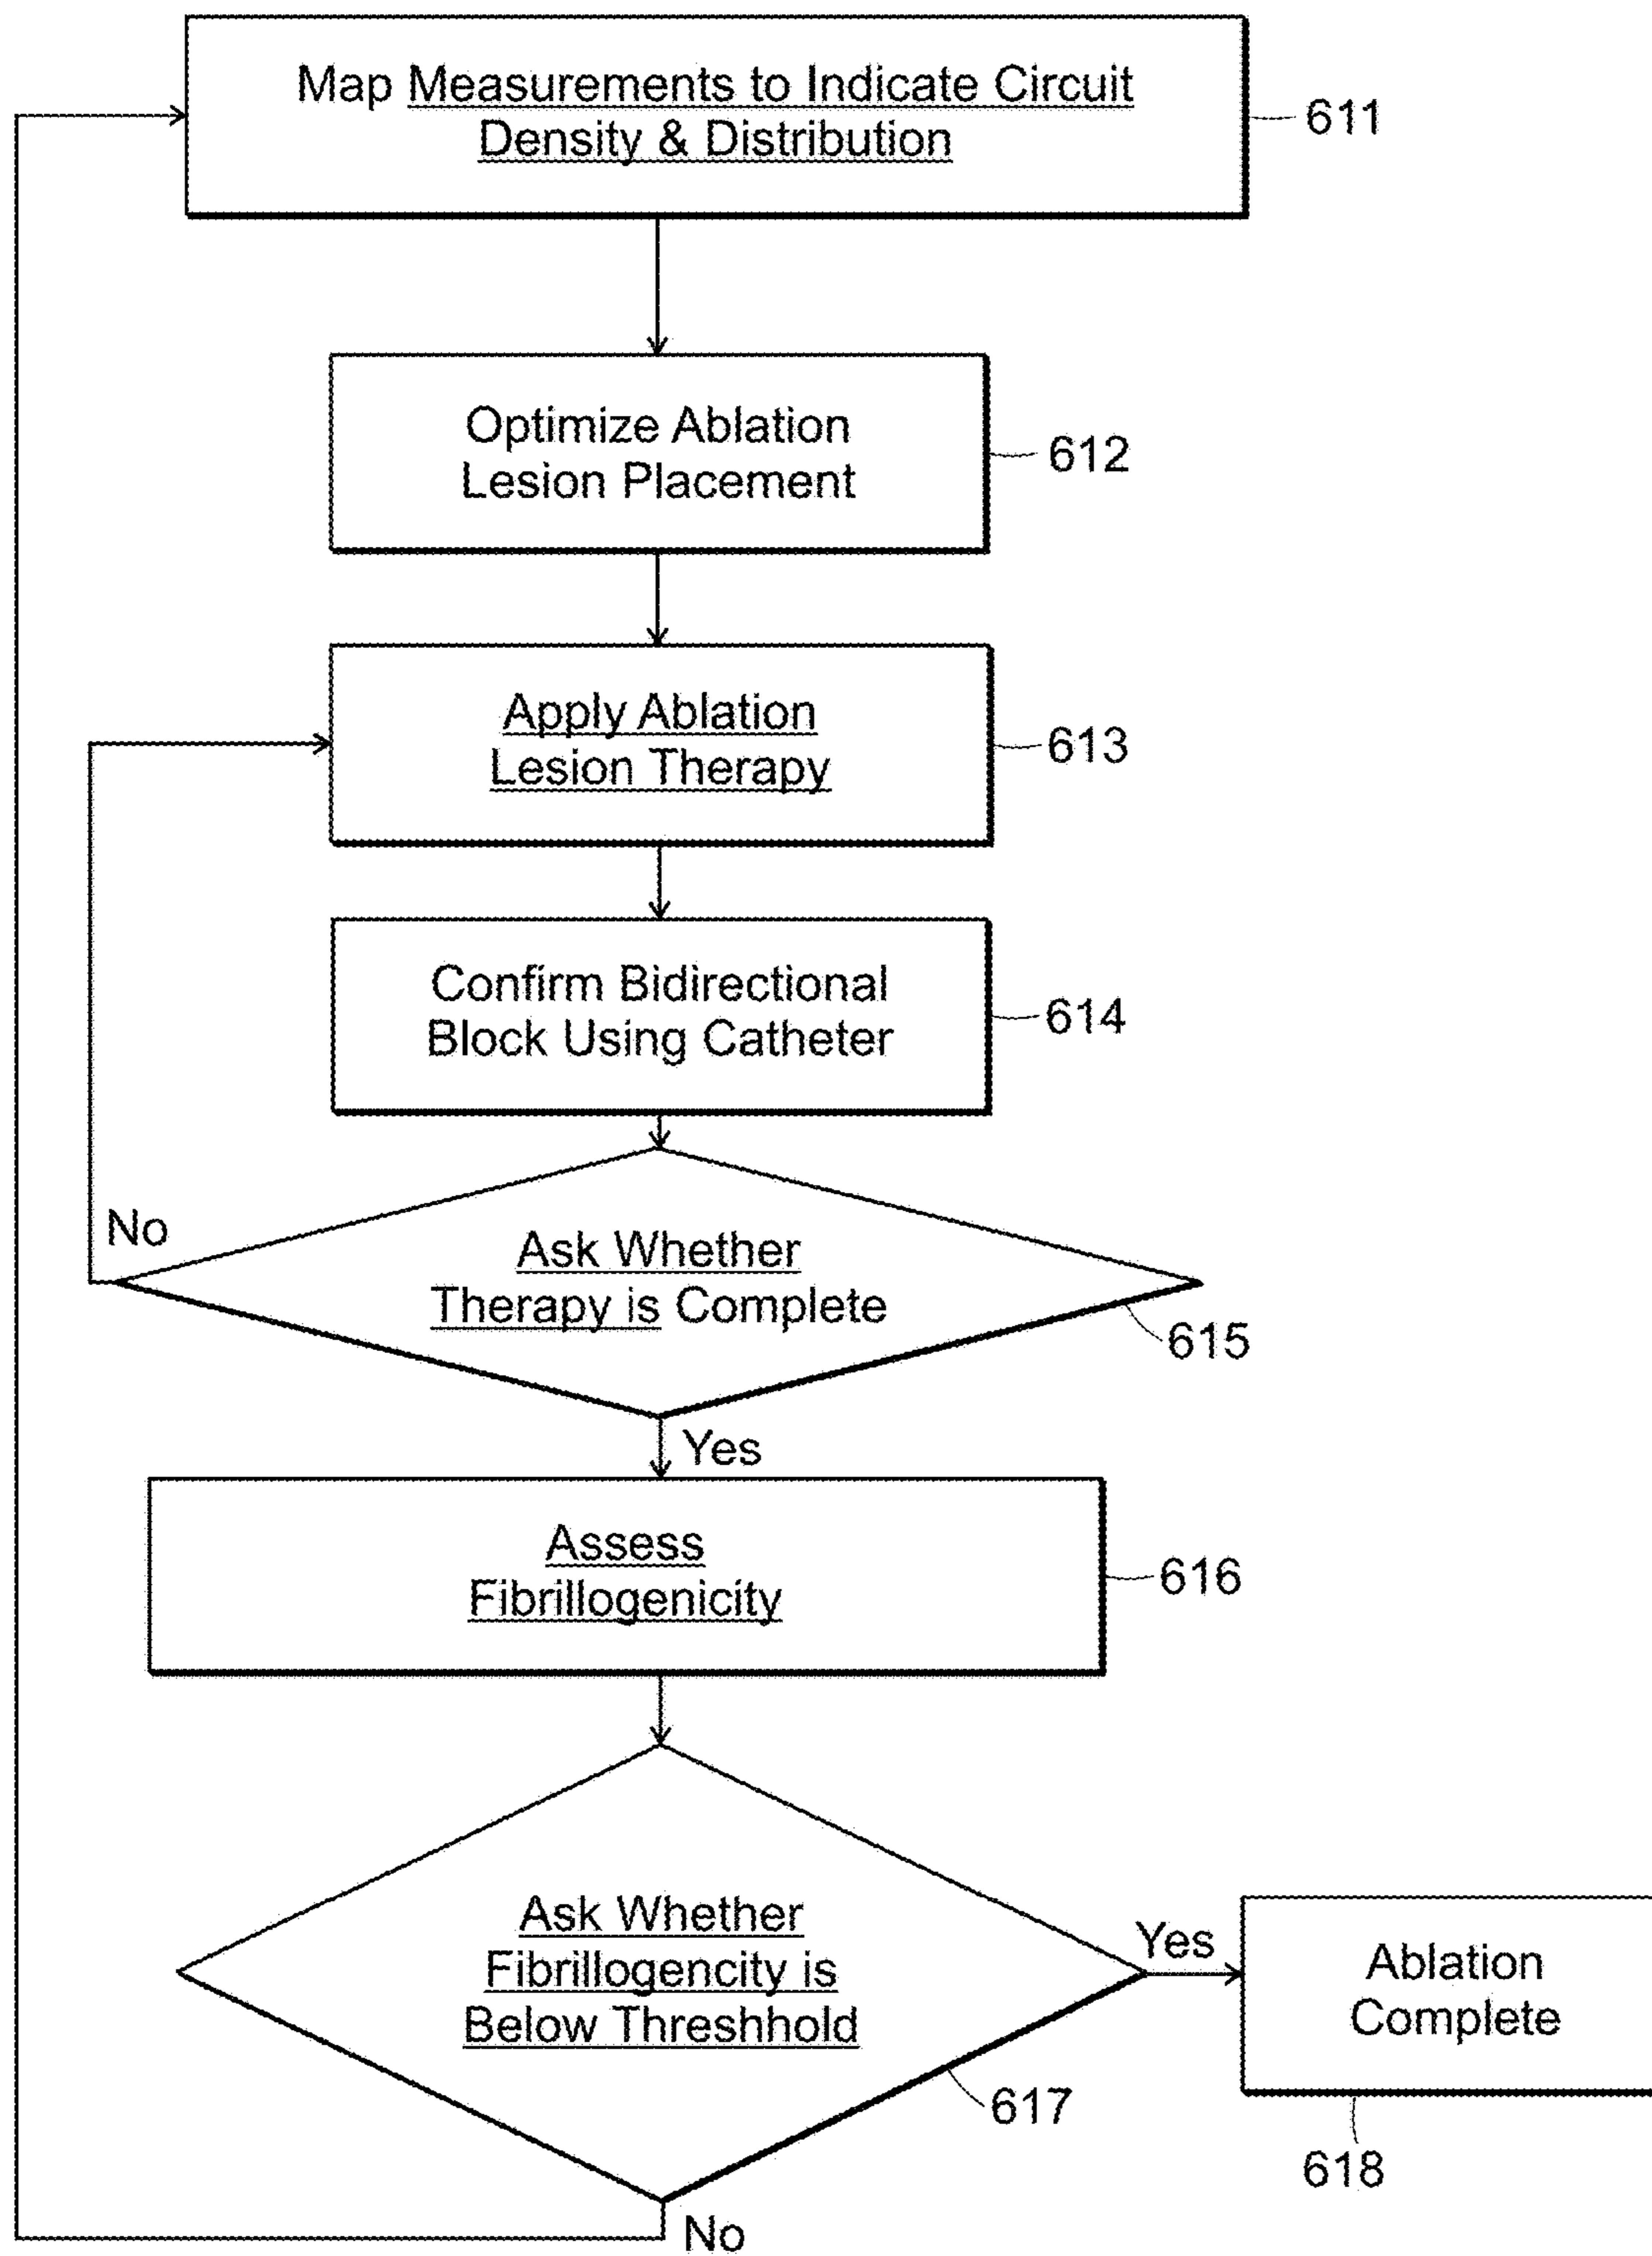 Map Measurements to Indicate Circuit
Density & Distribution
611
Optimize Ablation
Lesion Placement
612
Apply Ablation
Lesion Therapy
613
Confirm Bidirectional
Block Using Catheter
614
No
Ask Whether
Therapy is Complete
615
Yes
Assess
Fibrillogenicity
616
Ask Whether
Fibrillogencity is
Below Threshhold
617
Yes
Ablation
Complete
618
No